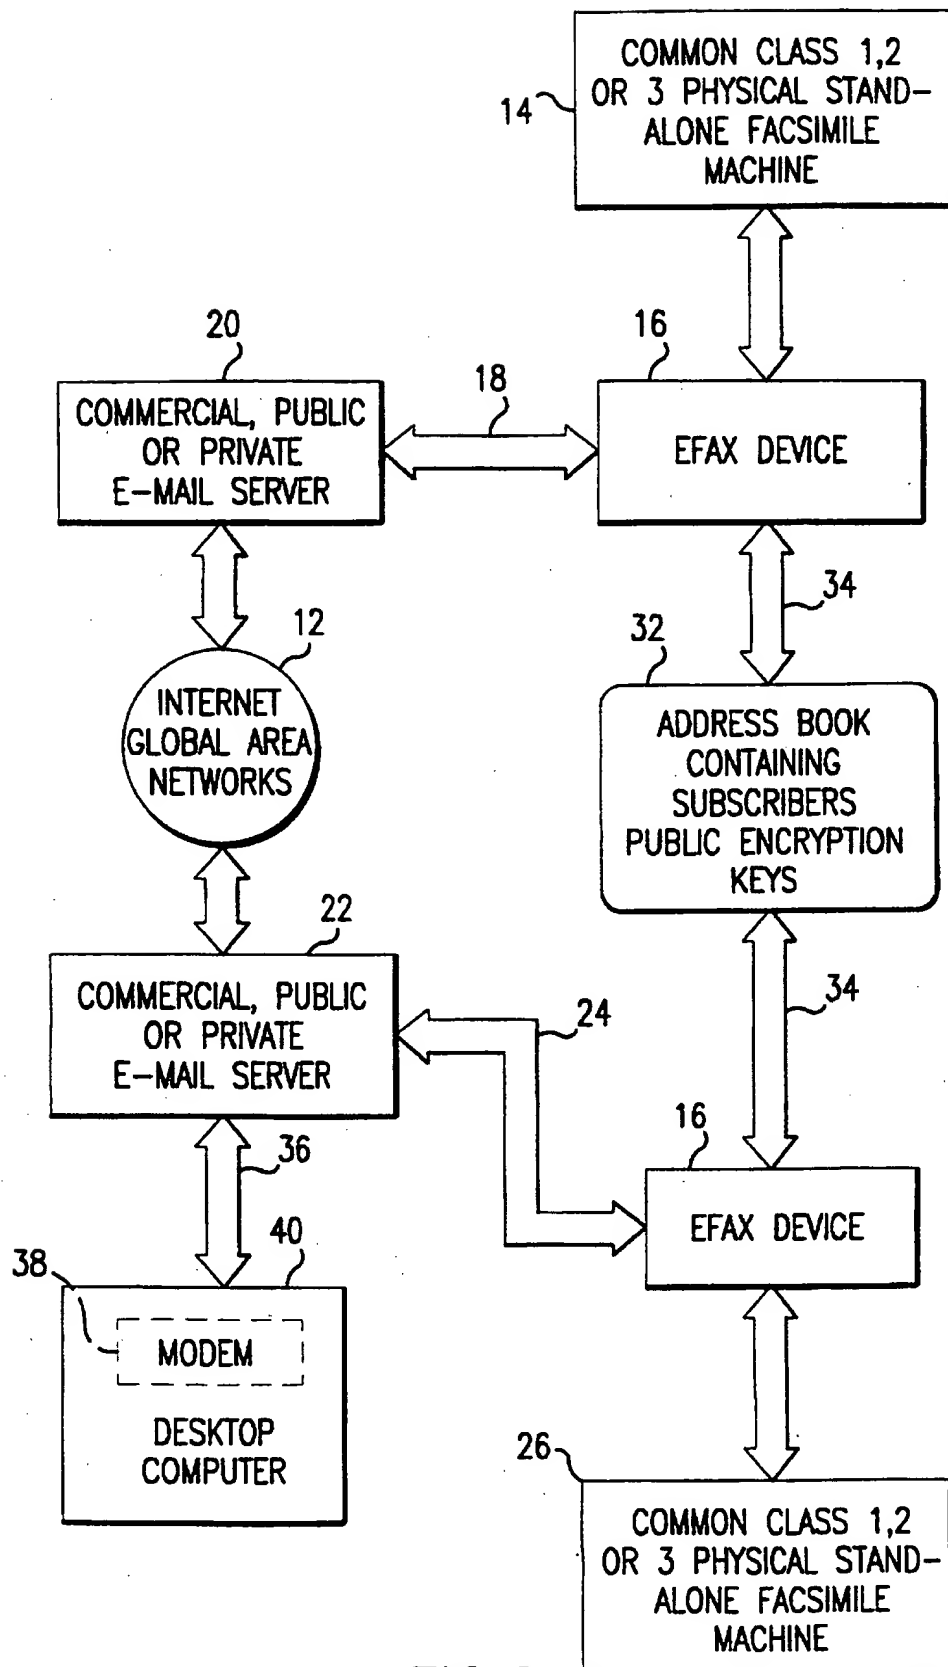 COMMON CLASS 1,2
OR 3 PHYSICAL STAND-
ALONE FACSIMILE
MACHINE
14
20
16
18
COMMERCIAL, PUBLIC
OR PRIVATE
E-MAIL SERVER
EFAX DEVICE
34
12
32
INTERNET
GLOBAL AREA
NETWORKS
ADDRESS BOOK
CONTAINING
SUBSCRIBERS
PUBLIC ENCRYPTION
KEYS
22
COMMERCIAL, PUBLIC
OR PRIVATE
E-MAIL SERVER
24
34
16
36
EFAX DEVICE
38
40
MODEM
DESKTOP
COMPUTER
26
COMMON CLASS 1,2
OR 3 PHYSICAL STAND-
ALONE FACSIMILE
MACHINE